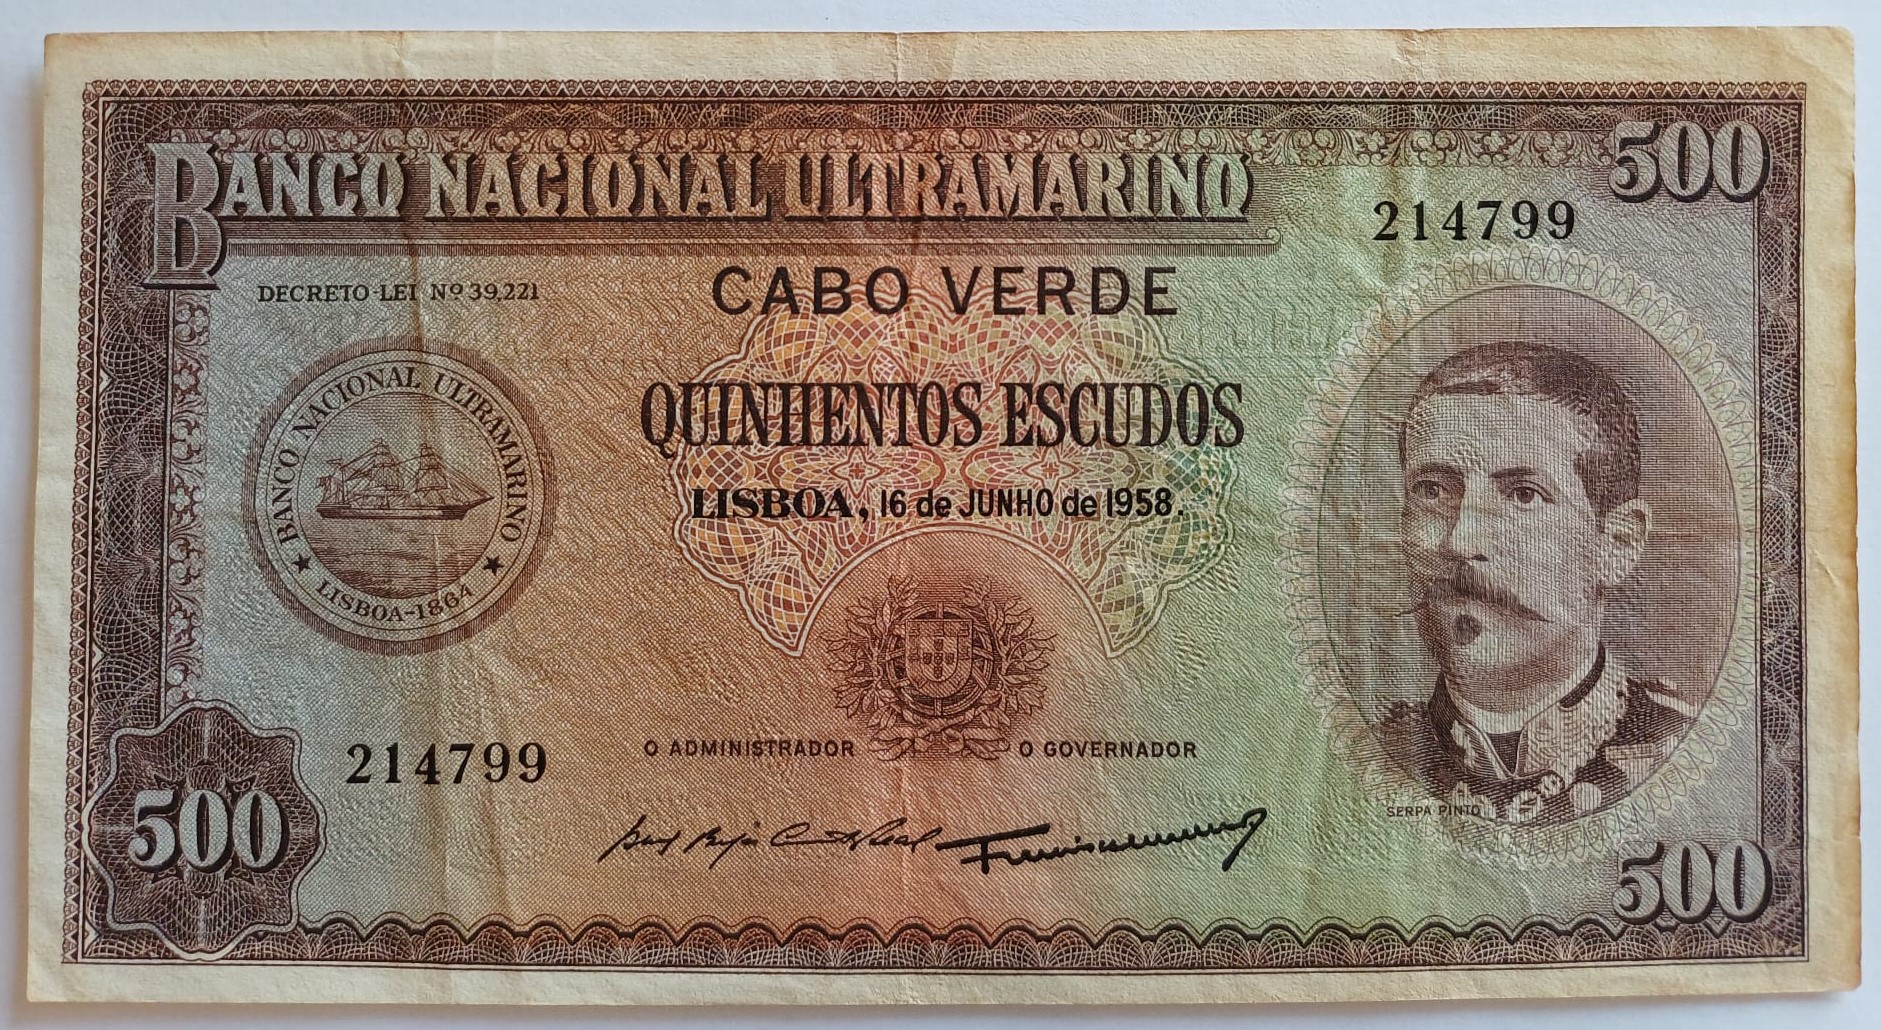 BANCO NACIONAL ULTRAMARINO
500
214799
DECRETO-LEI Nº 39,221
CABO VERDE
BANCO NACIONAL ULTRAMARINO
★ LISBOA-1864 ★
QUINHENTOS ESCUDOS
LISBOA, 16 de JUNHO de 1958.
214799
O ADMINISTRADOR
O GOVERNADOR
SERPA PINTO
500
500